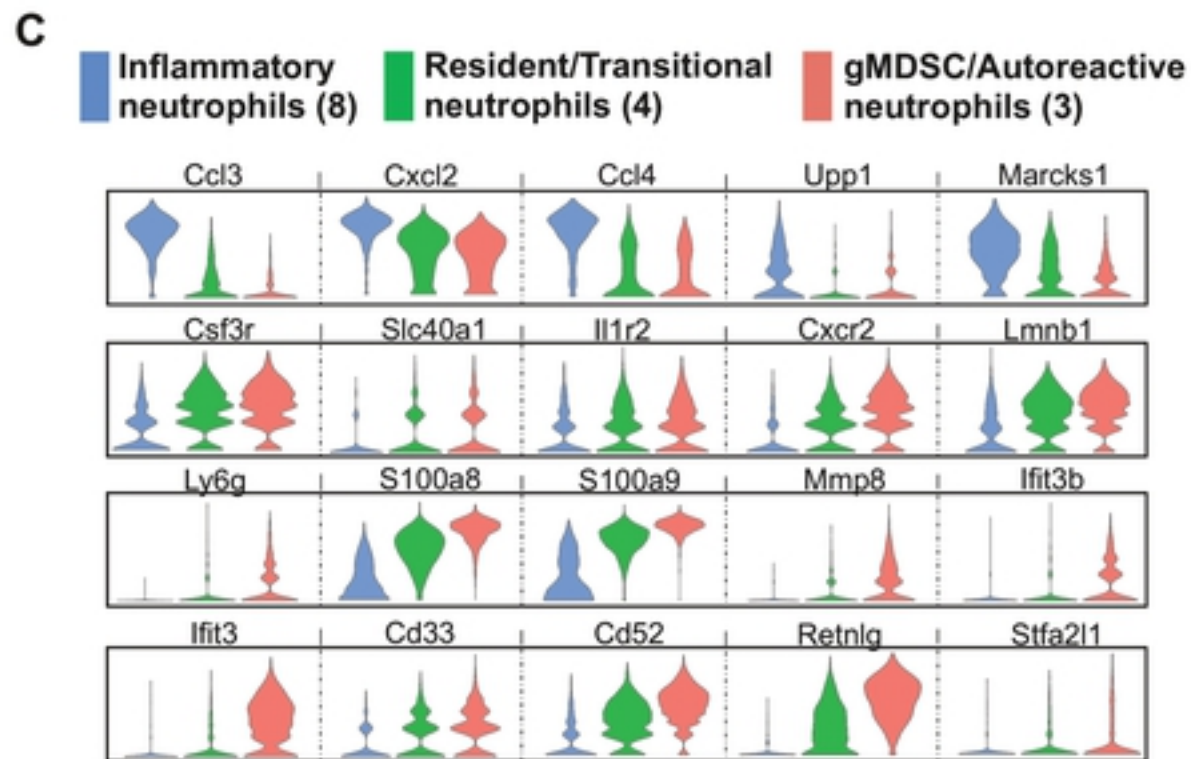 C
Inflammatory neutrophils (8)
Resident/Transitional neutrophils (4)
gMDSC/Autoreactive neutrophils (3)
Ccl3 Cxcl2 Ccl4 Upp1 Marcks1
Csf3r Slc40a1 Il1r2 Cxcr2 Lmnb1
Ly6g S100a8 S100a9 Mmp8 Ifit3b
Ifit3 Cd33 Cd52 Retnlg Stfa2l1